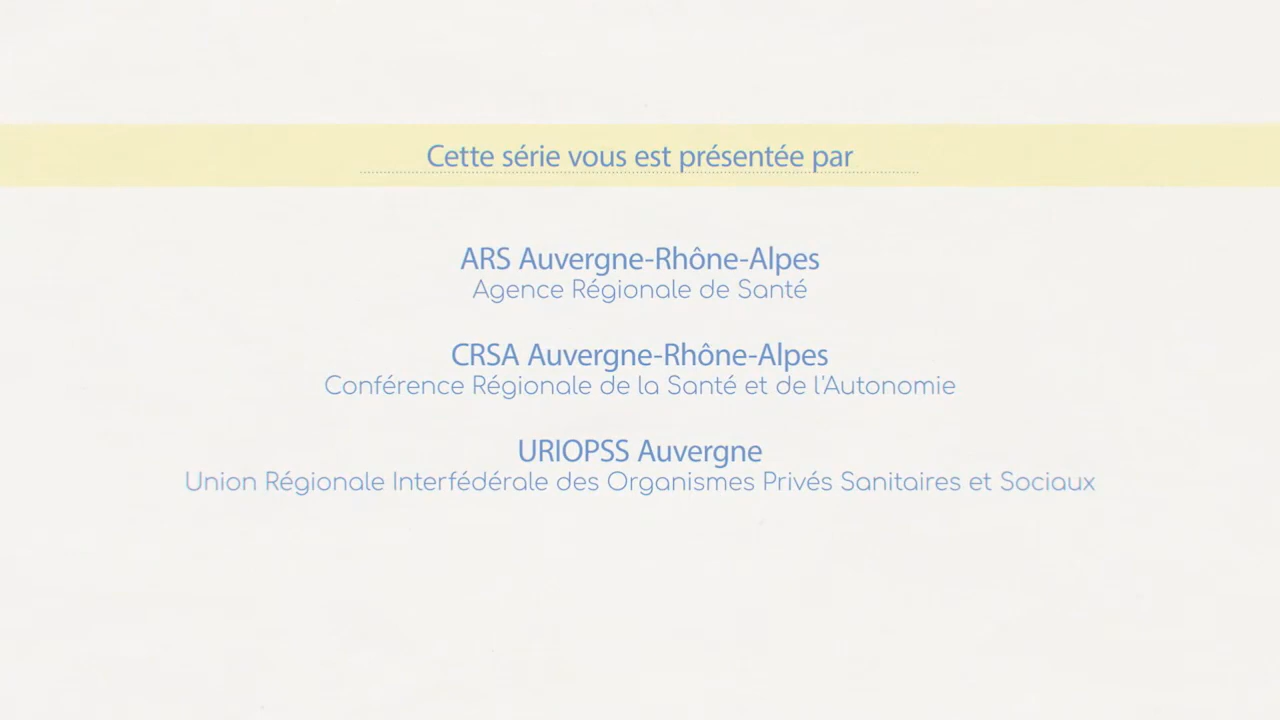 Cette série vous est présentée par
ARS Auvergne-Rhône-Alpes
Agence Régionale de Santé
CRSA Auvergne-Rhône-Alpes
Conférence Régionale de la Santé et de l'Autonomie
URIOPSS Auvergne
Union Régionale Interfédérale des Organismes Privés Sanitaires et Sociaux